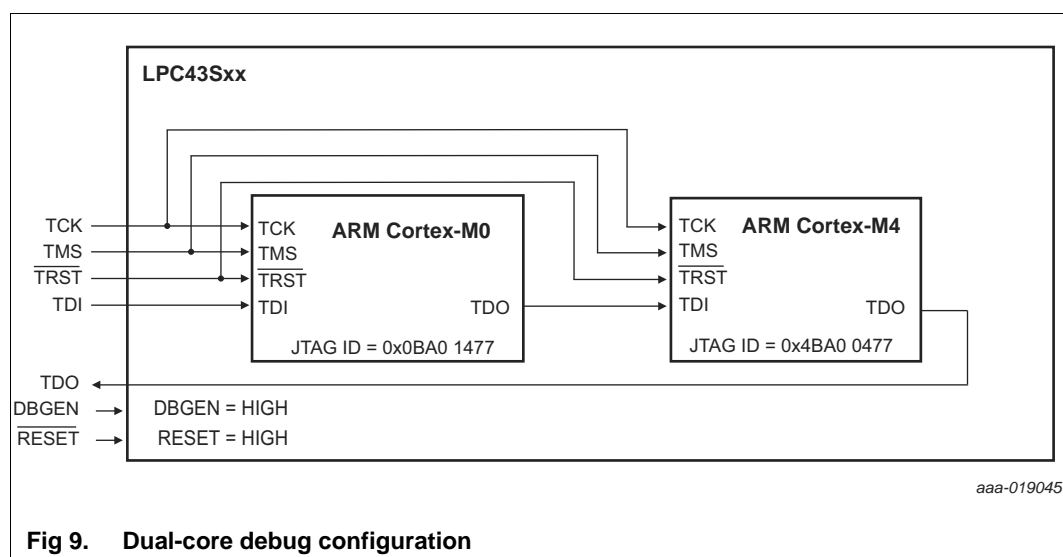 LPC43Sxx
TCK
TMS
TRST
TDI
TCK
TMS
TRST
TDI
ARM Cortex-M0
TDO
JTAG ID = 0x0BA0 1477
TCK
TMS
TRST
TDI
ARM Cortex-M4
TDO
JTAG ID = 0x4BA0 0477
TDO
DBGEN
DBGEN = HIGH
RESET
RESET = HIGH
aaa-019045
Fig 9. Dual-core debug configuration